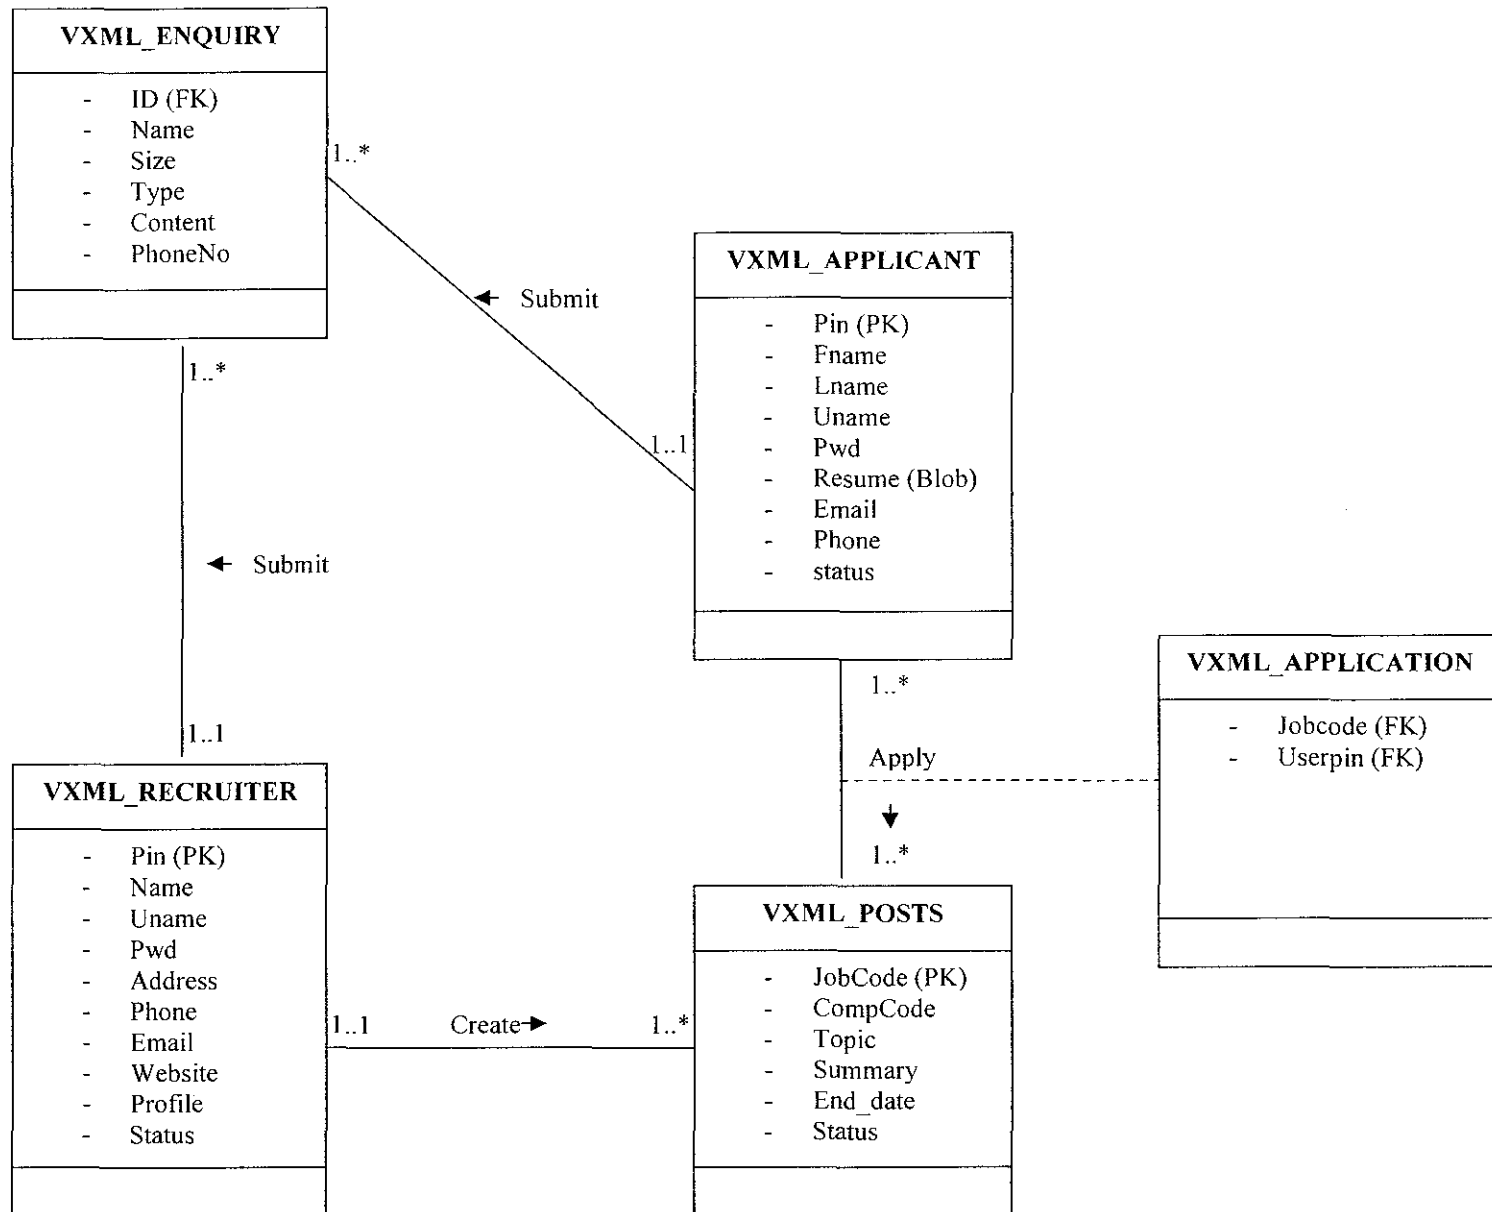 VXML_ENQUIRY
- ID (FK)
- Name
- Size
- Type
- Content
- PhoneNo
1..*
Submit
1..1
VXML_APPLICANT
- Pin (PK)
- Fname
- Lname
- Uname
- Pwd
- Resume (Blob)
- Email
- Phone
- status
1..*
Submit
1..1
1..*
Apply
1..*
VXML_APPLICATION
- Jobcode (FK)
- Userpin (FK)
VXML_RECRUITER
- Pin (PK)
- Name
- Uname
- Pwd
- Address
- Phone
- Email
- Website
- Profile
- Status
1..1 Create 1..*
VXML_POSTS
- JobCode (PK)
- CompCode
- Topic
- Summary
- End_date
- Status